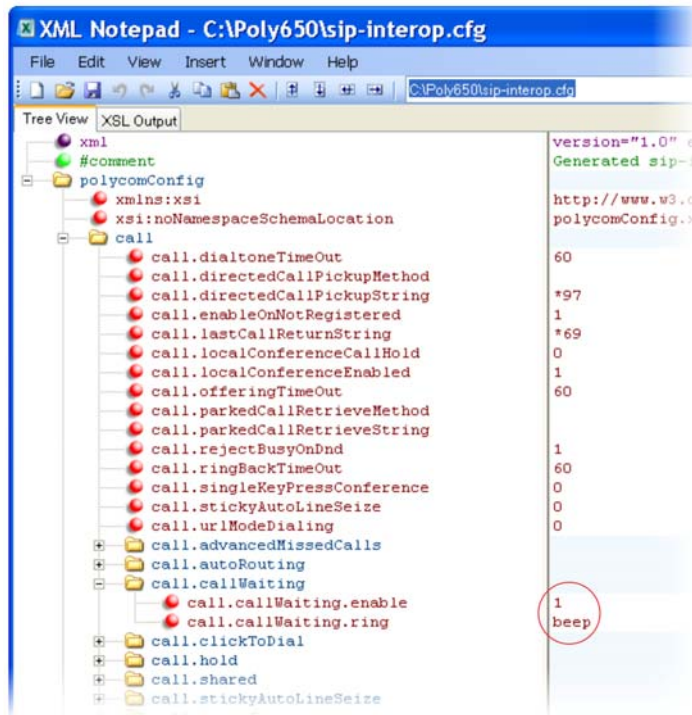 XML Notepad - C:\Poly650\sip-interop.cfg
File Edit View Insert Window Help
C:\Poly650\sip-interop.cfg
Tree View XSL Output
xml version="1.0"
#comment Generated sip-
polycomConfig
xmlns:xsi http://www.w3.
xsi:noNamespaceSchemaLocation polycomConfig.
call
call.dialtoneTimeOut 60
call.directedCallPickupMethod
call.directedCallPickupString *97
call.enableOnNotRegistered 1
call.lastCallReturnString *69
call.localConferenceCallHold 0
call.localConferenceEnabled 1
call.offeringTimeOut 60
call.parkedCallRetrieveMethod
call.parkedCallRetrieveString
call.rejectBusyOnDnd 1
call.ringBackTimeOut 60
call.singleKeyPressConference 0
call.stickyAutoLineSeize 0
call.urlModeDialing 0
call.advancedMissedCalls
call.autoRouting
call.callWaiting
call.callWaiting.enable 1
call.callWaiting.ring beep
call.clickToDial
call.hold
call.shared
call.stickyAutoLineSeize